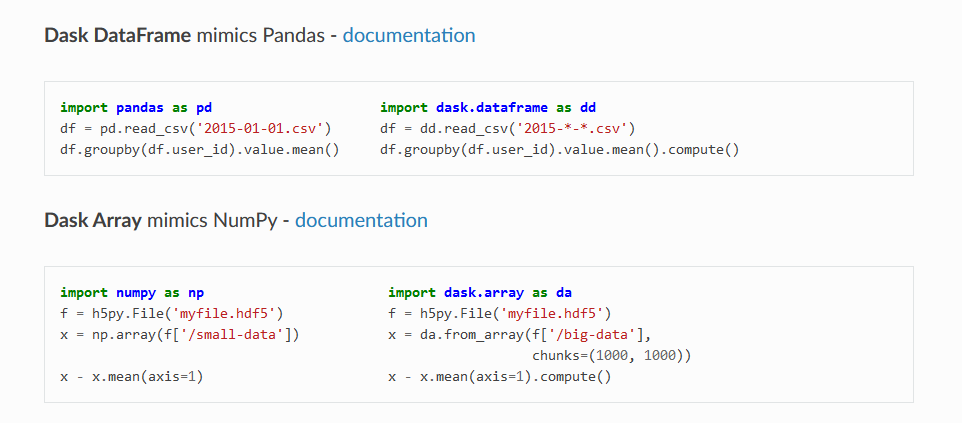 Dask DataFrame mimics Pandas - documentation
import pandas as pd                  import dask.dataframe as dd
df = pd.read_csv('2015-01-01.csv')   df = dd.read_csv('2015-*-*.csv')
df.groupby(df.user_id).value.mean()  df.groupby(df.user_id).value.mean().compute()
Dask Array mimics NumPy - documentation
import numpy as np                   import dask.array as da
f = h5py.File('myfile.hdf5')         f = h5py.File('myfile.hdf5')
x = np.array(f['/small-data'])       x = da.from_array(f['/big-data'],
                                                       chunks=(1000, 1000))
x - x.mean(axis=1)                   x - x.mean(axis=1).compute()